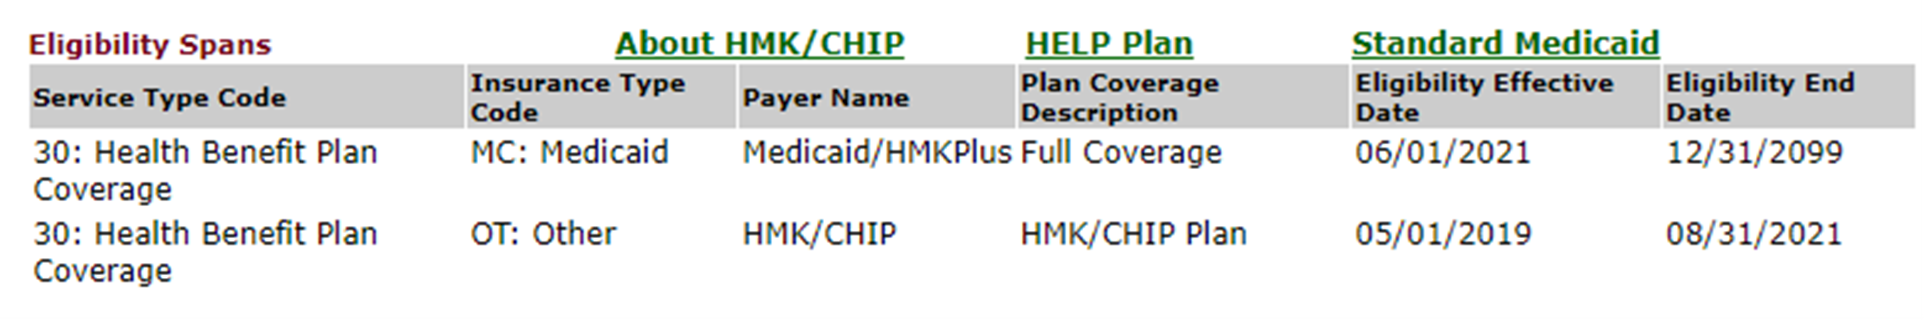 Eligibility Spans About HMK/CHIP HELP Plan Standard Medicaid
Service Type Code Insurance Type Code Payer Name Plan Coverage Description Eligibility Effective Date Eligibility End Date
30: Health Benefit Plan Coverage MC: Medicaid Medicaid/HMKPlus Full Coverage 06/01/2021 12/31/2099
30: Health Benefit Plan Coverage OT: Other HMK/CHIP HMK/CHIP Plan 05/01/2019 08/31/2021